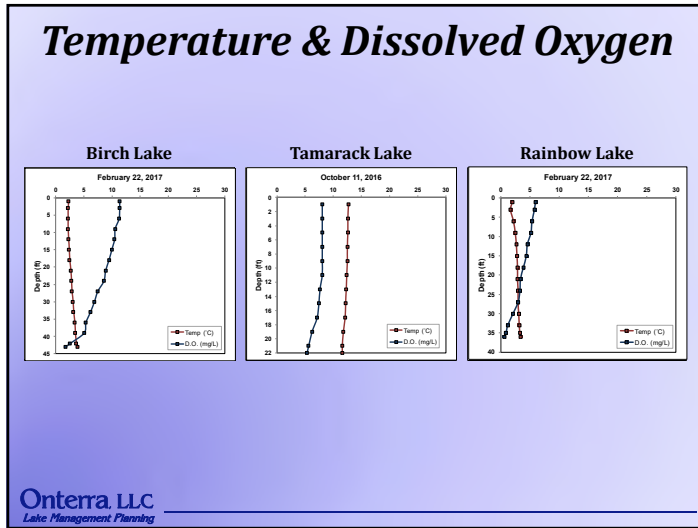 Temperature & Dissolved Oxygen
Birch Lake
February 22, 2017
0 5 10 15 20 25 30
0
5
10
15
20
25
30
35
40
45
Depth (ft)
Temp (˚C)
D.O. (mg/L)
Tamarack Lake
October 11, 2016
0 5 10 15 20 25 30
0
2
4
6
8
10
12
14
16
18
20
22
Depth (ft)
Temp (˚C)
D.O. (mg/L)
Rainbow Lake
February 22, 2017
0 5 10 15 20 25 30
0
5
10
15
20
25
30
35
40
Depth (ft)
Temp (˚C)
D.O. (mg/L)
Onterra, LLC
Lake Management Planning